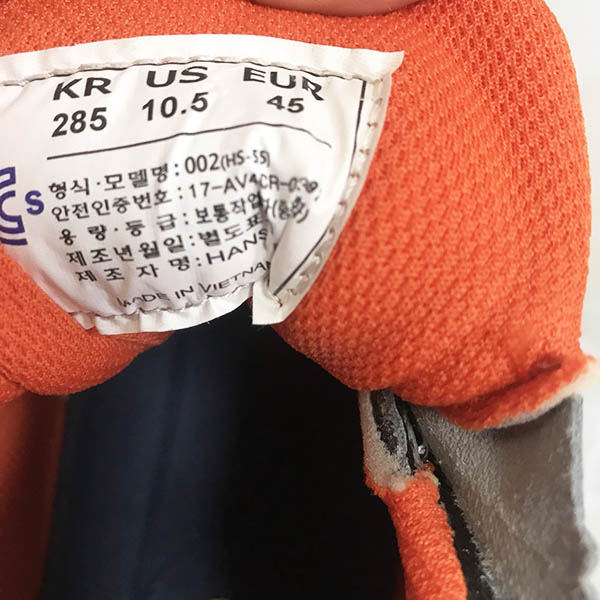 KR US EUR
285 10.5 45
형식·모델명: 002(HS-55)
안전인증번호: 17-AV4CR-
용량·등급: 보통작업
제조년월일: 별도표
제조자명: HANS
MADE IN VIETNAM
s